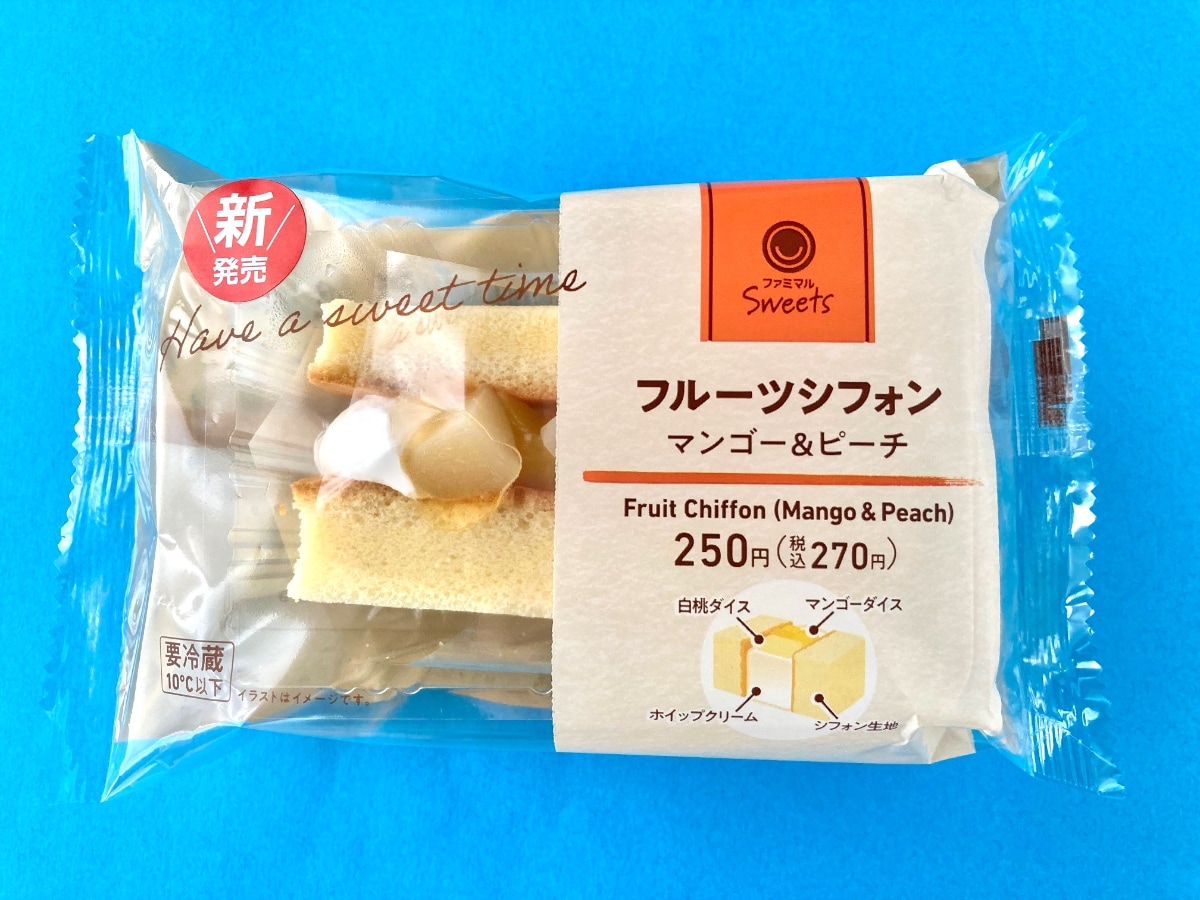 新
発売
Have a sweet time
ファミマル
Sweets
フルーツシフォン
マンゴー&ピーチ
Fruit Chiffon (Mango & Peach)
250円(税込270円)
白桃ダイス
マンゴーダイス
ホイップクリーム
シフォン生地
要冷蔵
10℃以下
イラストはイメージです。